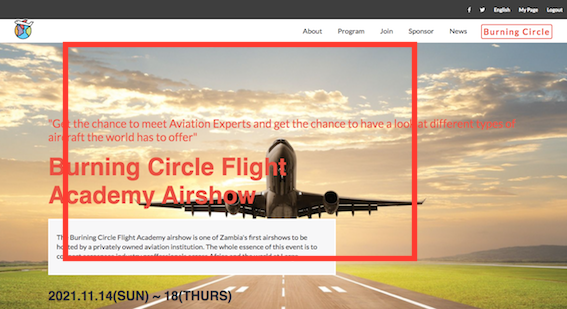 English
My Page
Logout
About
Program
Join
Sponsor
News
Burning Circle
"Get the chance to meet Aviation Experts and get the chance to have a look at different types of
aircraft the world has to offer"
Burning Circle Flight
Academy Airshow
The Burining Circle Flight Academy airshow is one of Zambia's first airshows to be
hosted by a privately owned aviation institution. The whole essence of this event is to
2021.11.14(SUN) ~ 18(THURS)